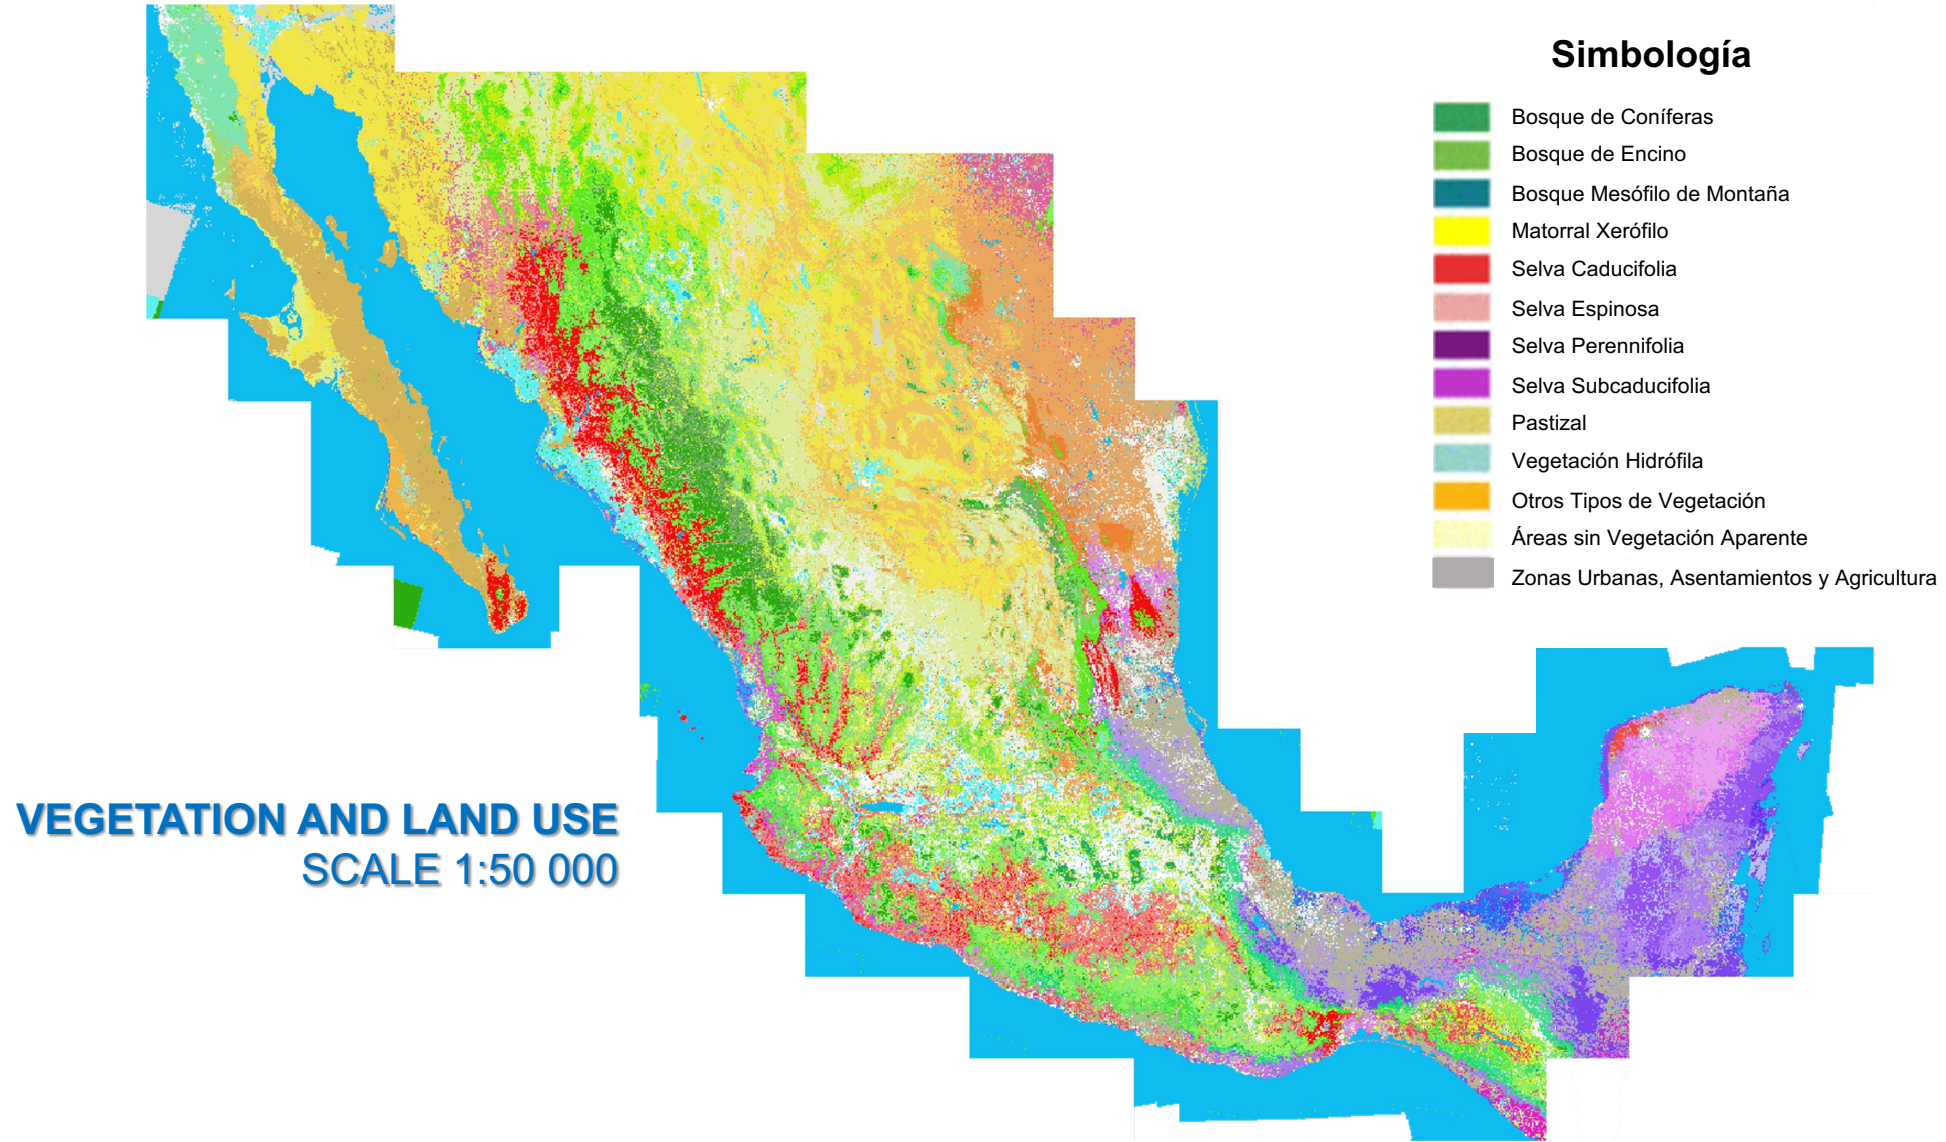 Simbología
Bosque de Coníferas
Bosque de Encino
Bosque Mesófilo de Montaña
Matorral Xerófilo
Selva Caducifolia
Selva Espinosa
Selva Perennifolia
Selva Subcaducifolia
Pastizal
Vegetación Hidrófila
Otros Tipos de Vegetación
Áreas sin Vegetación Aparente
Zonas Urbanas, Asentamientos y Agricultura
VEGETATION AND LAND USE
SCALE 1:50 000